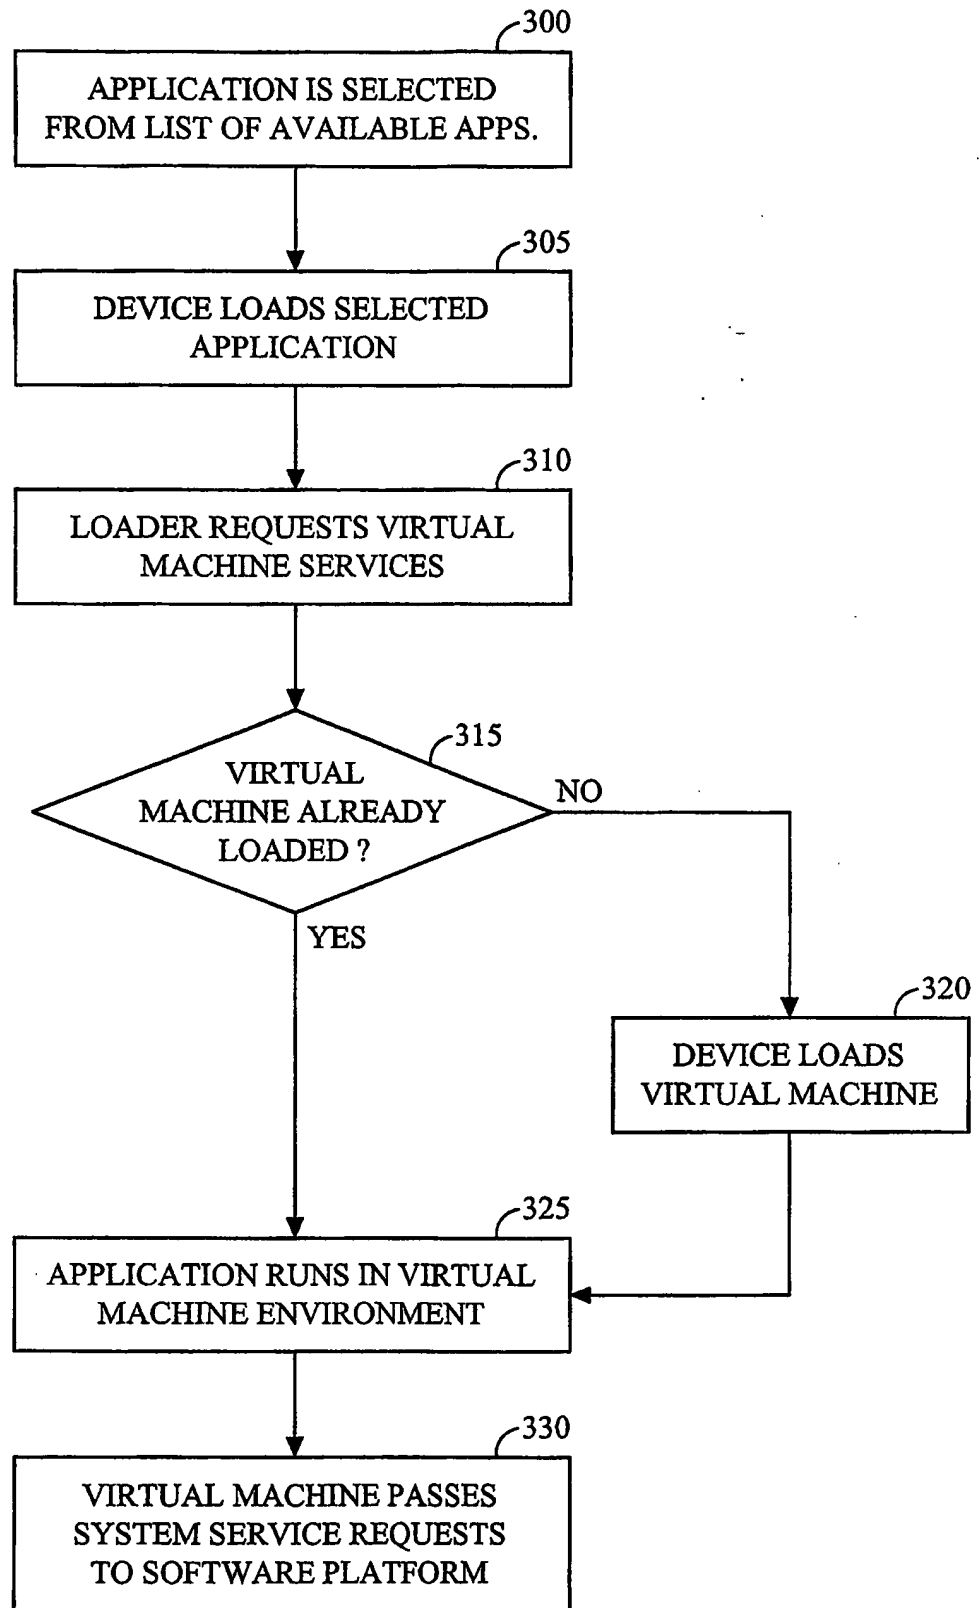 300
APPLICATION IS SELECTED
FROM LIST OF AVAILABLE APPS.
305
DEVICE LOADS SELECTED
APPLICATION
310
LOADER REQUESTS VIRTUAL
MACHINE SERVICES
315
VIRTUAL
MACHINE ALREADY
LOADED ?
NO
YES
320
DEVICE LOADS
VIRTUAL MACHINE
325
APPLICATION RUNS IN VIRTUAL
MACHINE ENVIRONMENT
330
VIRTUAL MACHINE PASSES
SYSTEM SERVICE REQUESTS
TO SOFTWARE PLATFORM